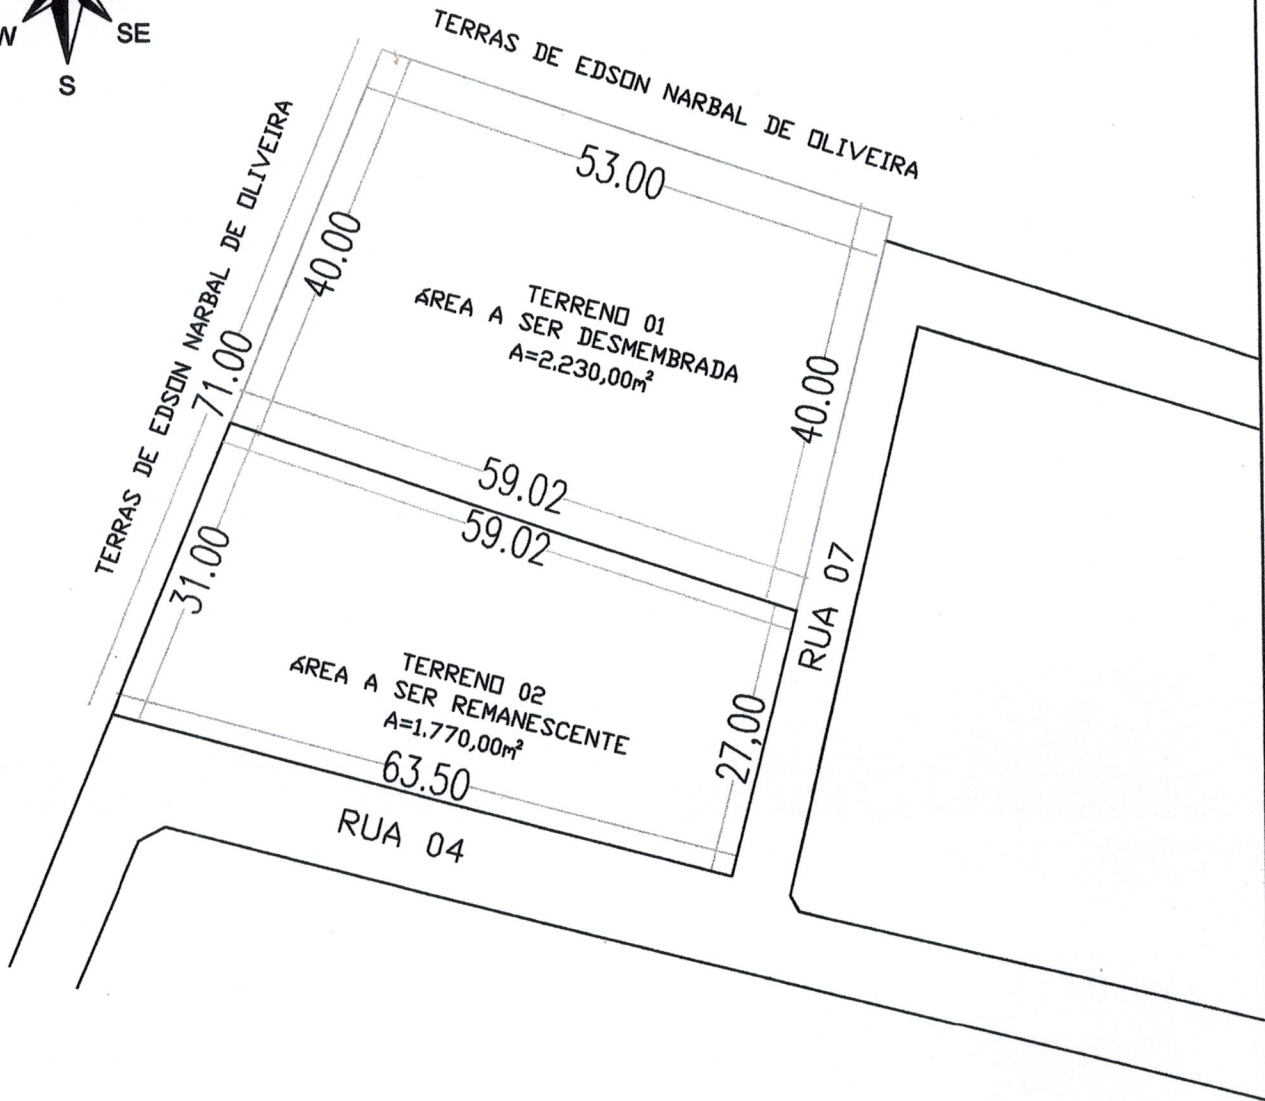 SE
S
TERRAS DE EDSON NARBAL DE OLIVEIRA
TERRAS DE EDSON NARBAL DE OLIVEIRA
53.00
40.00
TERRENO 01
ÁREA A SER DESMEMBRADA
A=2.230,00m²
71.00
40.00
59.02
59.02
31.00
RUA 07
TERRENO 02
ÁREA A SER REMANESCENTE
A=1.770,00m²
27,00
63.50
RUA 04